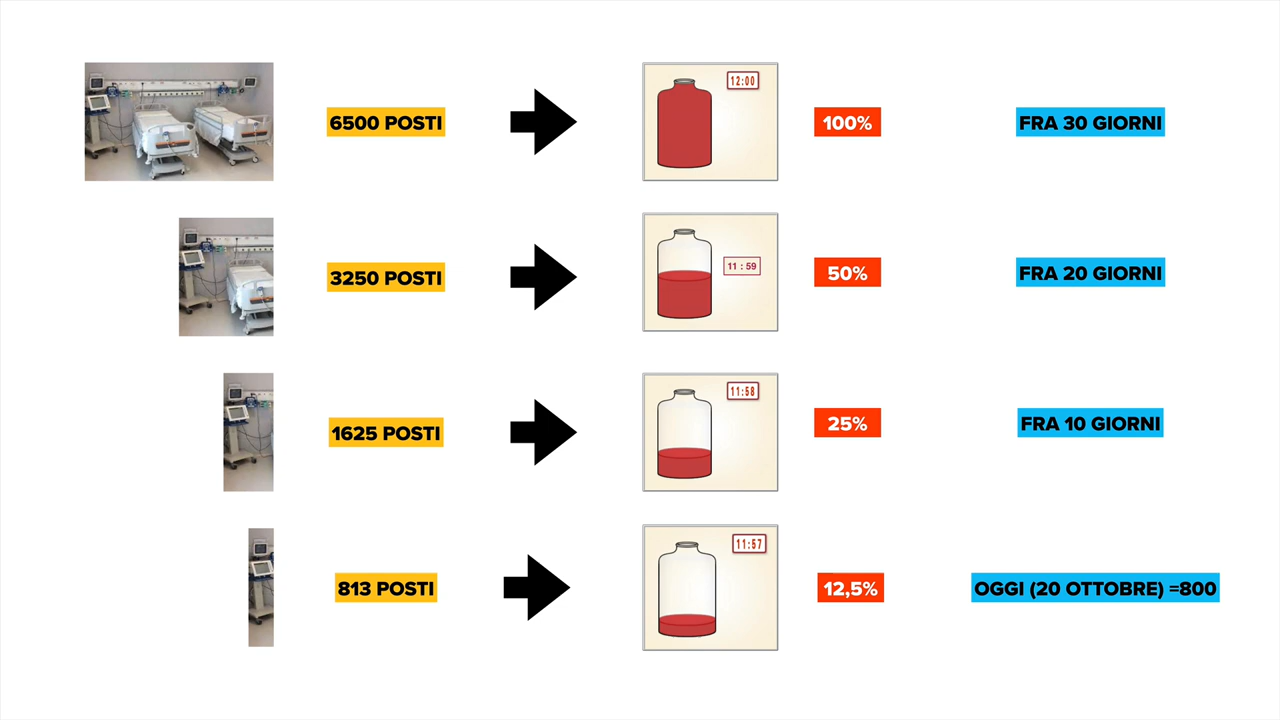 6500 POSTI
12:00
100%
FRA 30 GIORNI
3250 POSTI
11 : 59
50%
FRA 20 GIORNI
1625 POSTI
11:58
25%
FRA 10 GIORNI
813 POSTI
11:57
12,5%
OGGI (20 OTTOBRE) =800